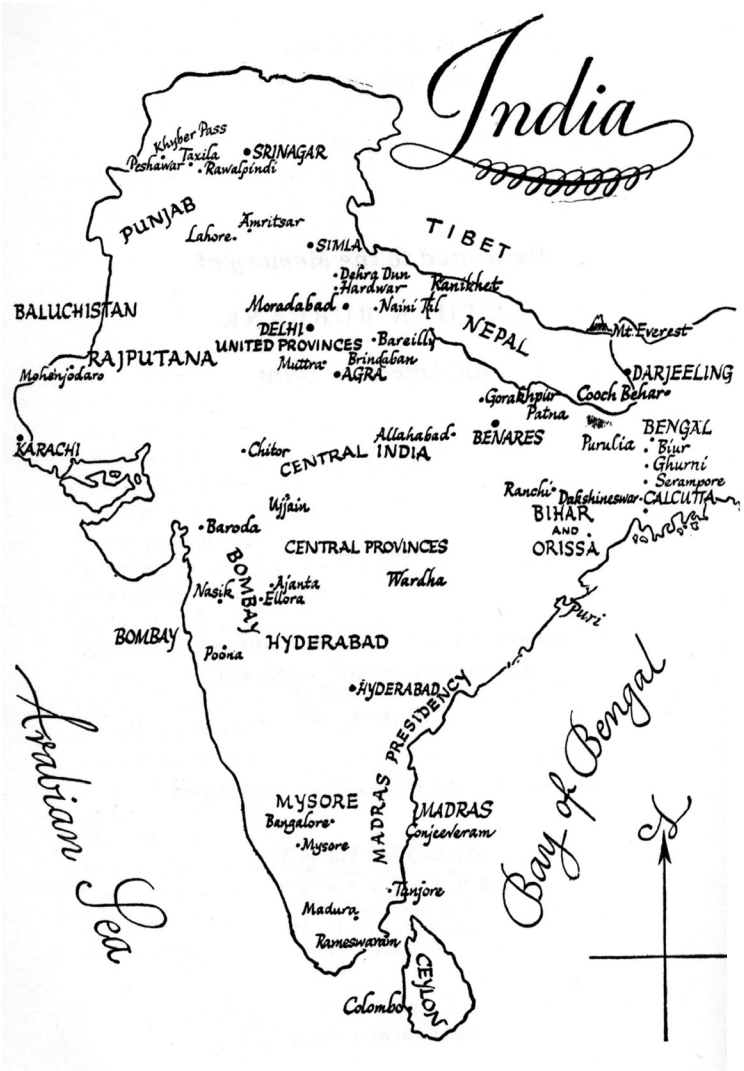 India
Khyber Pass
Peshawar
Taxila
Rawalpindi
SRINAGAR
PUNJAB
Lahore
Amritsar
SIMLA
TIBET
Dehra Dun
Hardwar
Ranikhet
BALUCHISTAN
Moradabad
Naini Tal
DELHI
NEPAL
Mt. Everest
UNITED PROVINCES
Bareilly
RAJPUTANA
Muttra
Brindaban
Mohenjodaro
AGRA
DARJEELING
Gorakhpur
Cooch Behar
Patna
KARACHI
Chitor
CENTRAL INDIA
Allahabad
BENARES
Purulia
BENGAL
Biur
Ghurni
Serampore
Ranchi
Dakshineswar
CALCUTTA
Ujjain
BIHAR
AND
ORISSA
Baroda
CENTRAL PROVINCES
BOMBAY
Nasik
Ajanta
Ellora
Wardha
Puri
BOMBAY
Poona
HYDERABAD
HYDERABAD
MADRAS PRESIDENCY
Arabian Sea
Bay of Bengal
MYSORE
Bangalore
Mysore
MADRAS
Conjeeveram
Tanjore
Madura
Rameswaram
CEYLON
Colombo